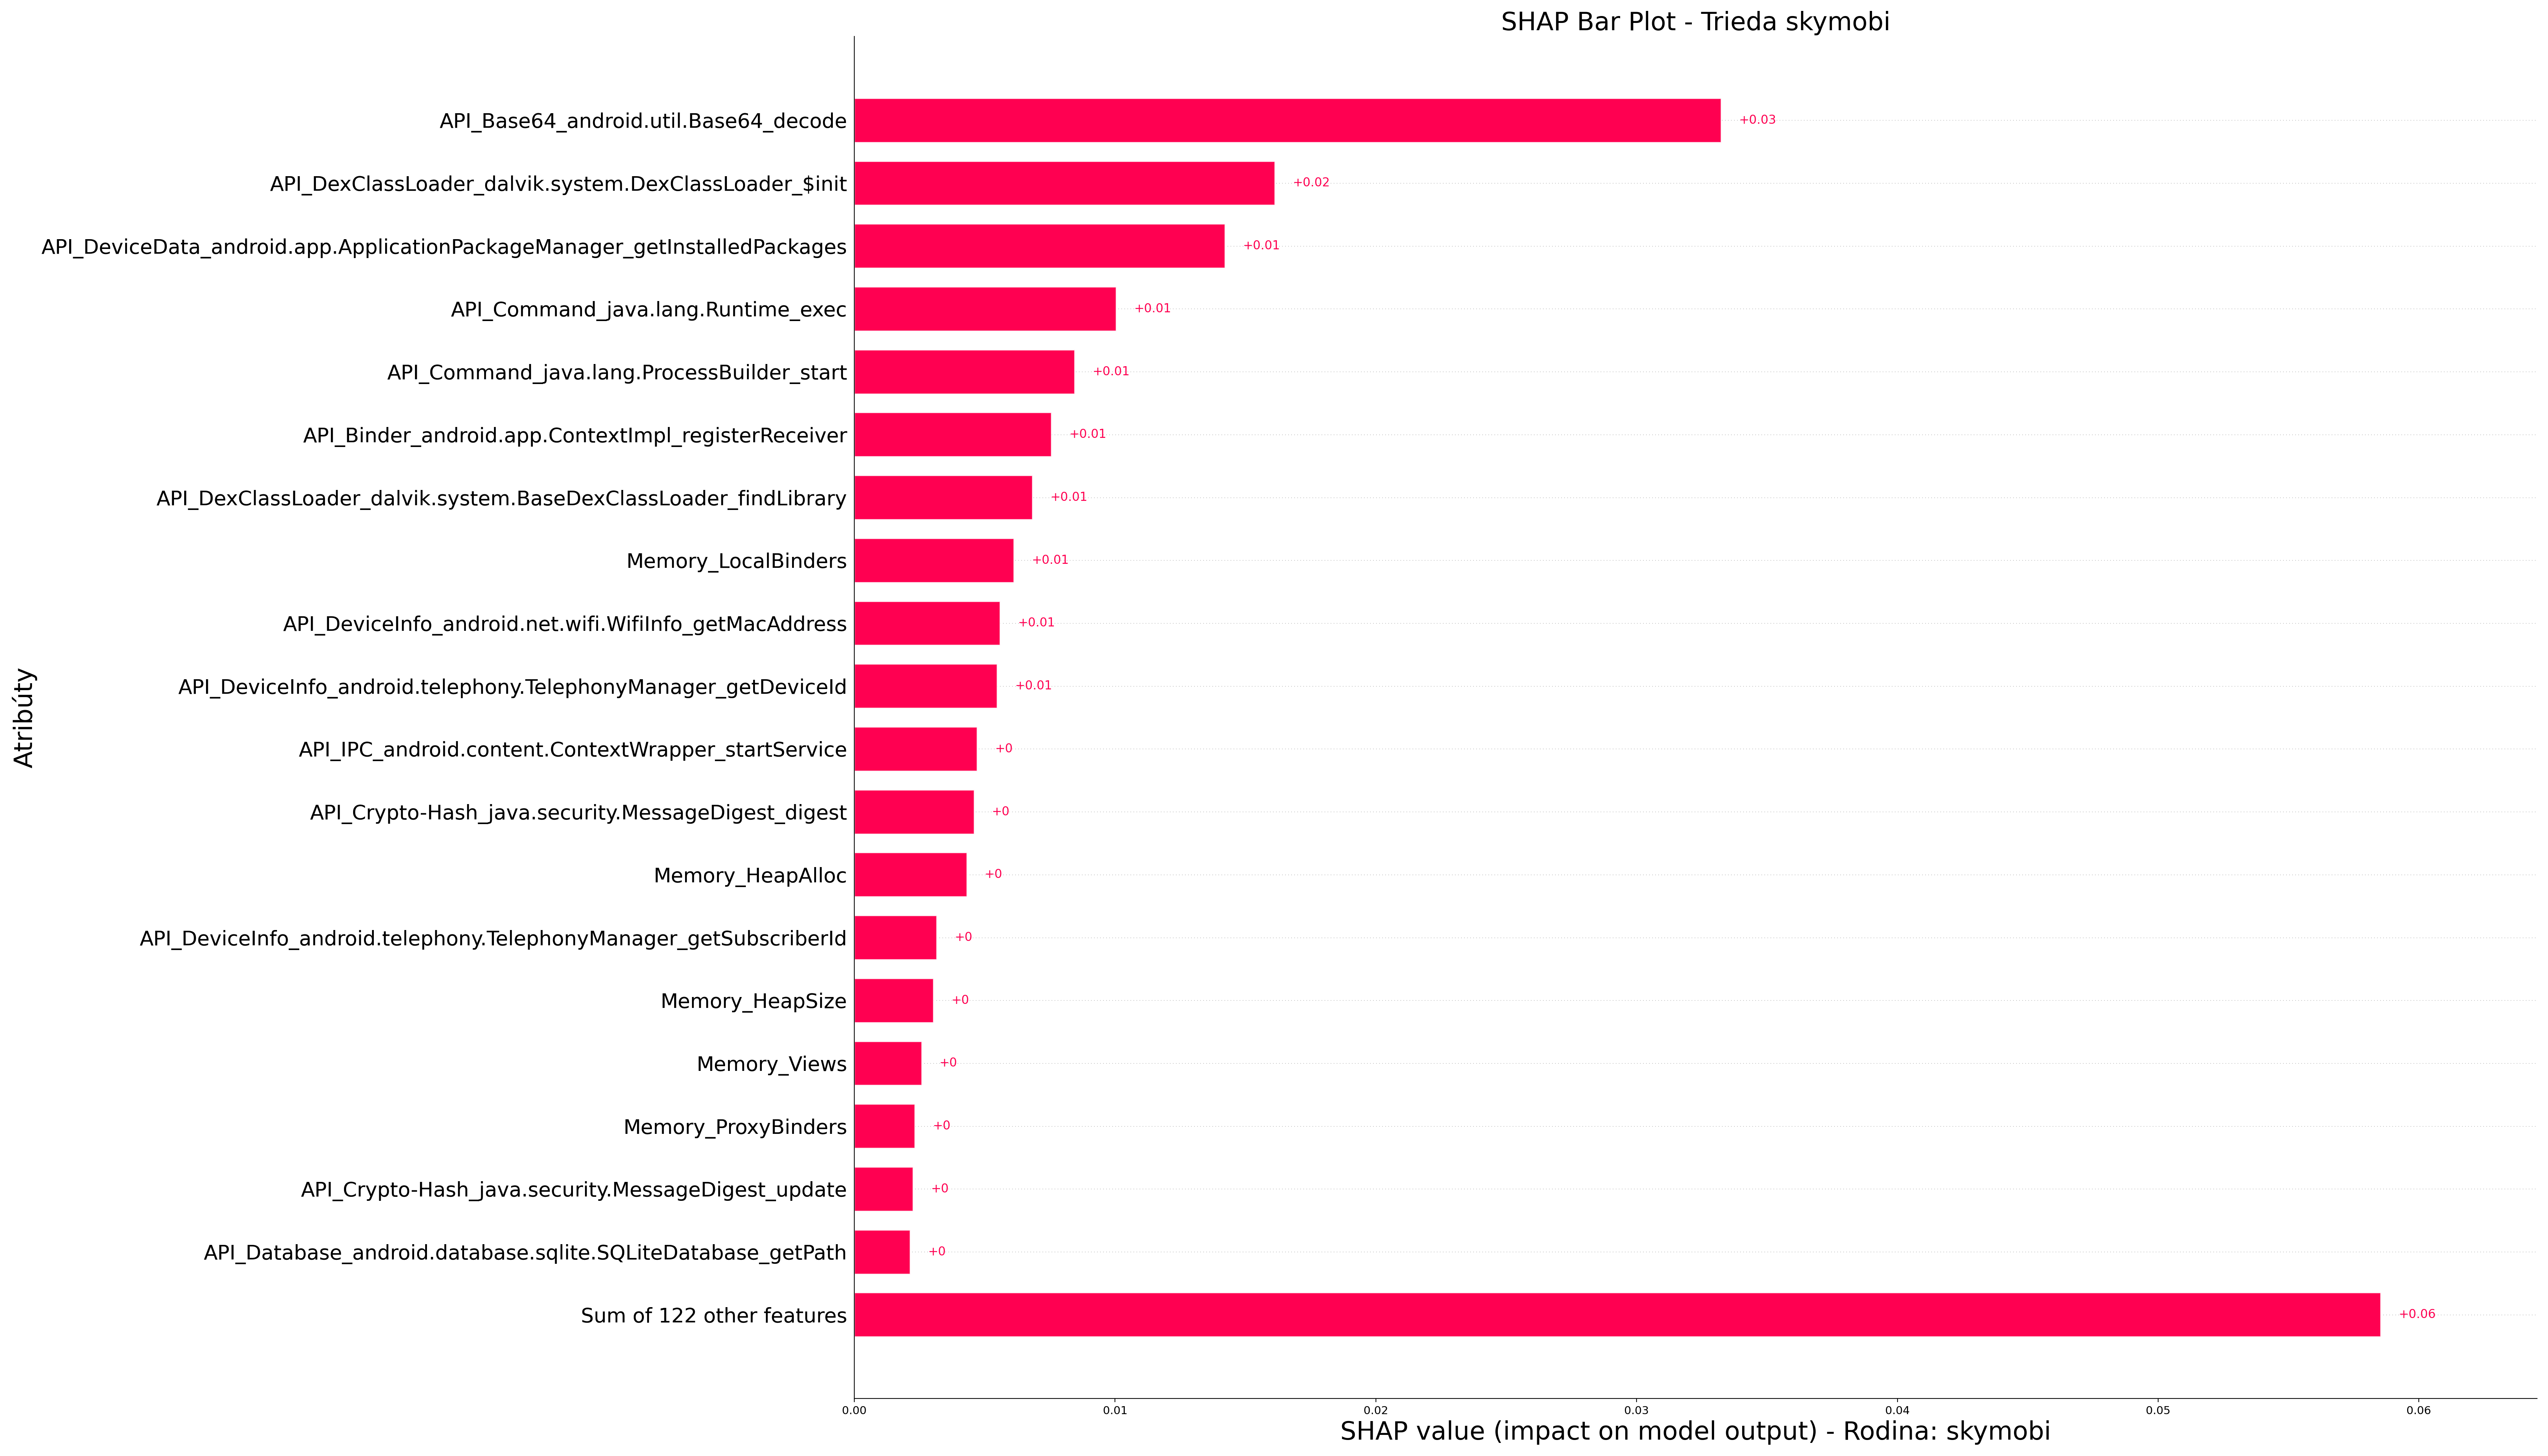 SHAP Bar Plot - Trieda skymobi
API_Base64_android.util.Base64_decode +0.03
API_DexClassLoader_dalvik.system.DexClassLoader_$init +0.02
API_DeviceData_android.app.ApplicationPackageManager_getInstalledPackages +0.01
API_Command_java.lang.Runtime_exec +0.01
API_Command_java.lang.ProcessBuilder_start +0.01
API_Binder_android.app.ContextImpl_registerReceiver +0.01
API_DexClassLoader_dalvik.system.BaseDexClassLoader_findLibrary +0.01
Memory_LocalBinders +0.01
API_DeviceInfo_android.net.wifi.WifiInfo_getMacAddress +0.01
API_DeviceInfo_android.telephony.TelephonyManager_getDeviceId +0.01
API_IPC_android.content.ContextWrapper_startService +0
API_Crypto-Hash_java.security.MessageDigest_digest +0
Memory_HeapAlloc +0
API_DeviceInfo_android.telephony.TelephonyManager_getSubscriberId +0
Memory_HeapSize +0
Memory_Views +0
Memory_ProxyBinders +0
API_Crypto-Hash_java.security.MessageDigest_update +0
API_Database_android.database.sqlite.SQLiteDatabase_getPath +0
Sum of 122 other features +0.06
Atribúty
0.00 0.01 0.02 0.03 0.04 0.05 0.06
SHAP value (impact on model output) - Rodina: skymobi